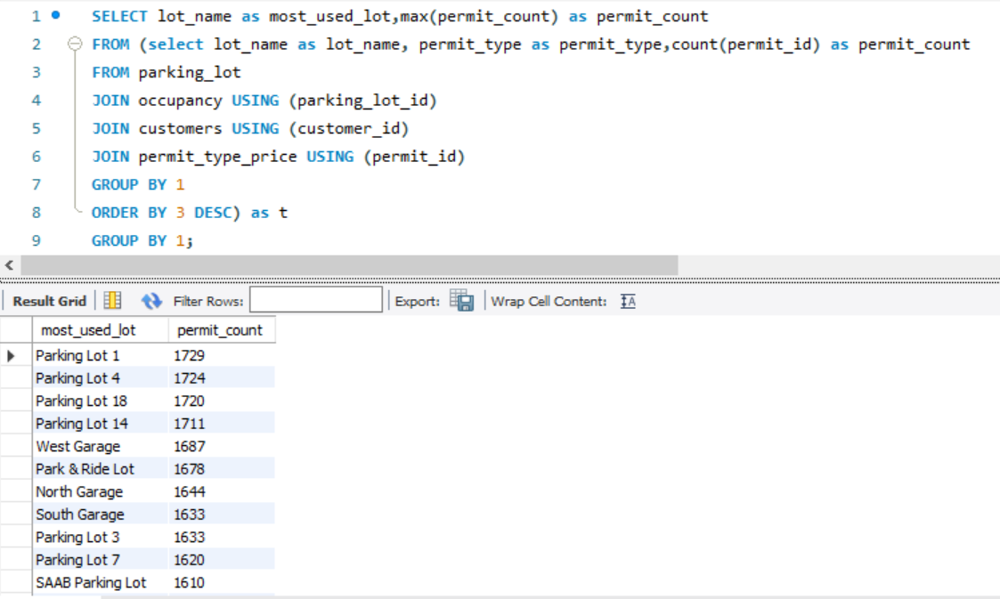 1 SELECT lot_name as most_used_lot,max(permit_count) as permit_count
2 FROM (select lot_name as lot_name, permit_type as permit_type,count(permit_id) as permit_count
3 FROM parking_lot
4 JOIN occupancy USING (parking_lot_id)
5 JOIN customers USING (customer_id)
6 JOIN permit_type_price USING (permit_id)
7 GROUP BY 1
8 ORDER BY 3 DESC) as t
9 GROUP BY 1;
Result Grid Filter Rows: Export: Wrap Cell Content: IA
most_used_lot permit_count
Parking Lot 1 1729
Parking Lot 4 1724
Parking Lot 18 1720
Parking Lot 14 1711
West Garage 1687
Park & Ride Lot 1678
North Garage 1644
South Garage 1633
Parking Lot 3 1633
Parking Lot 7 1620
SAAB Parking Lot 1610